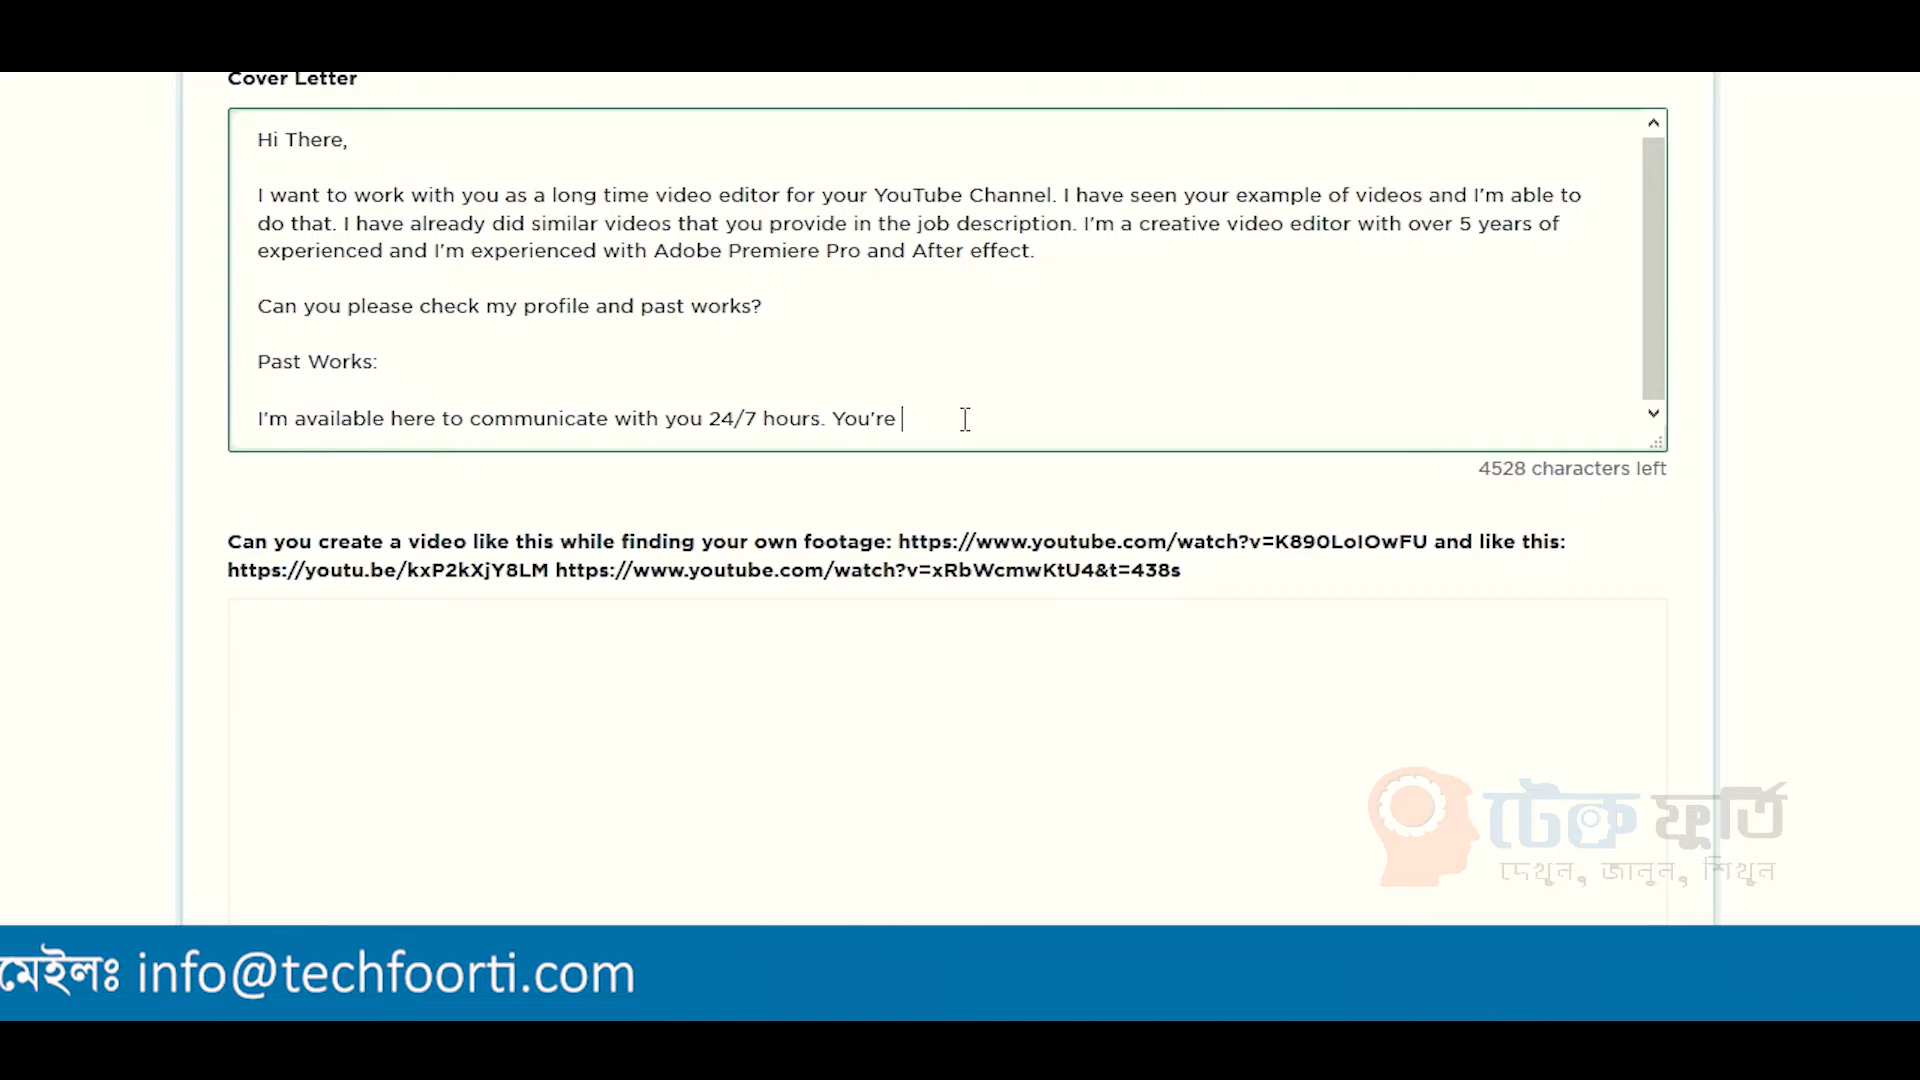 Cover Letter
Hi There,
I want to work with you as a long time video editor for your YouTube Channel. I have seen your example of videos and I'm able to
do that. I have already did similar videos that you provide in the job description. I'm a creative video editor with over 5 years of
experienced and I'm experienced with Adobe Premiere Pro and After effect.
Can you please check my profile and past works?
Past Works:
I'm available here to communicate with you 24/7 hours. You're
4528 characters left
Can you create a video like this while finding your own footage: https://www.youtube.com/watch?v=K890LoIOwFU and like this:
https://youtu.be/kxP2kXjY8LM https://www.youtube.com/watch?v=xRbWcmwKtU4&t=438s
টেক ফুর্তি
দেখুন, জানুন, শিখুন
মেইলঃ info@techfoorti.com